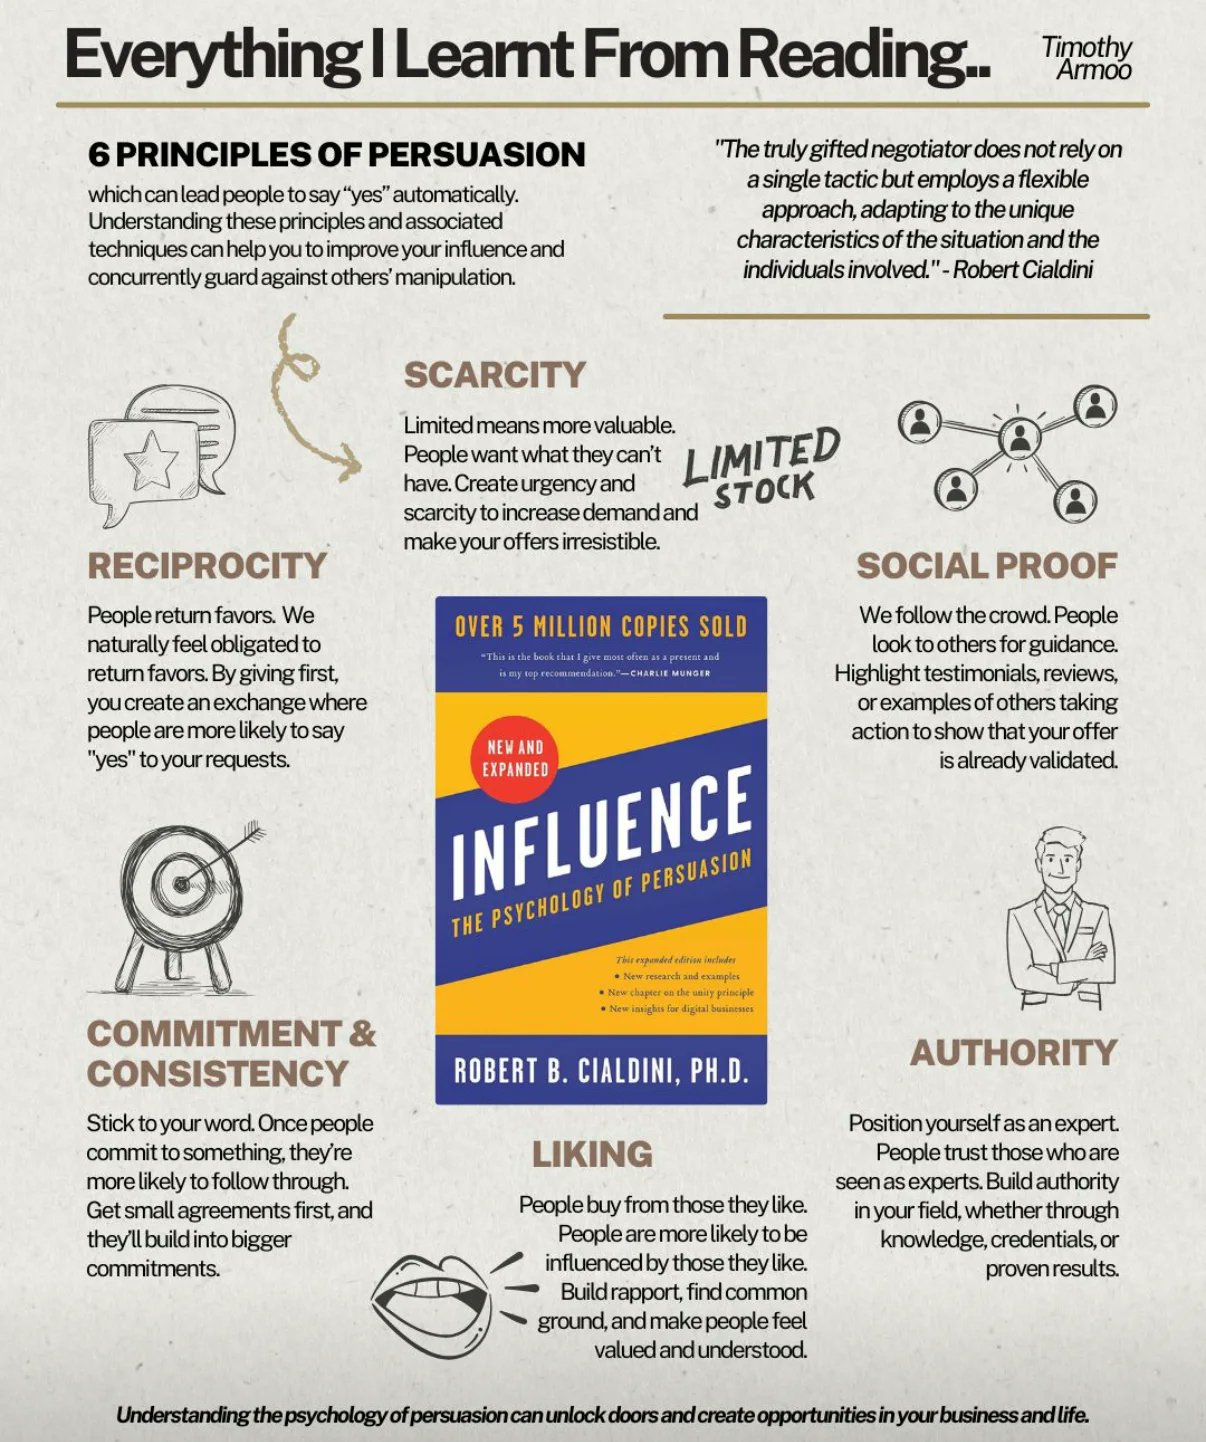 Everything I Learnt From Reading..
Timothy
Armoo
6 PRINCIPLES OF PERSUASION
which can lead people to say “yes” automatically.
Understanding these principles and associated
techniques can help you to improve your influence and
concurrently guard against others’ manipulation.
"The truly gifted negotiator does not rely on
a single tactic but employs a flexible
approach, adapting to the unique
characteristics of the situation and the
individuals involved." - Robert Cialdini
SCARCITY
Limited means more valuable.
People want what they can’t
have. Create urgency and
scarcity to increase demand and
make your offers irresistible.
LIMITED
STOCK
RECIPROCITY
People return favors. We
naturally feel obligated to
return favors. By giving first,
you create an exchange where
people are more likely to say
"yes" to your requests.
SOCIAL PROOF
We follow the crowd. People
look to others for guidance.
Highlight testimonials, reviews,
or examples of others taking
action to show that your offer
is already validated.
OVER 5 MILLION COPIES SOLD
“This is the book that I give most often as a present and
is my top recommendation.”—CHARLIE MUNGER
NEW AND
EXPANDED
INFLUENCE
THE PSYCHOLOGY OF PERSUASION
This expanded edition includes
• New research and examples
• New chapter on the unity principle
• New insights for digital businesses
ROBERT B. CIALDINI, PH.D.
COMMITMENT &
CONSISTENCY
Stick to your word. Once people
commit to something, they’re
more likely to follow through.
Get small agreements first, and
they’ll build into bigger
commitments.
AUTHORITY
Position yourself as an expert.
People trust those who are
seen as experts. Build authority
in your field, whether through
knowledge, credentials, or
proven results.
LIKING
People buy from those they like.
People are more likely to be
influenced by those they like.
Build rapport, find common
ground, and make people feel
valued and understood.
Understanding the psychology of persuasion can unlock doors and create opportunities in your business and life.